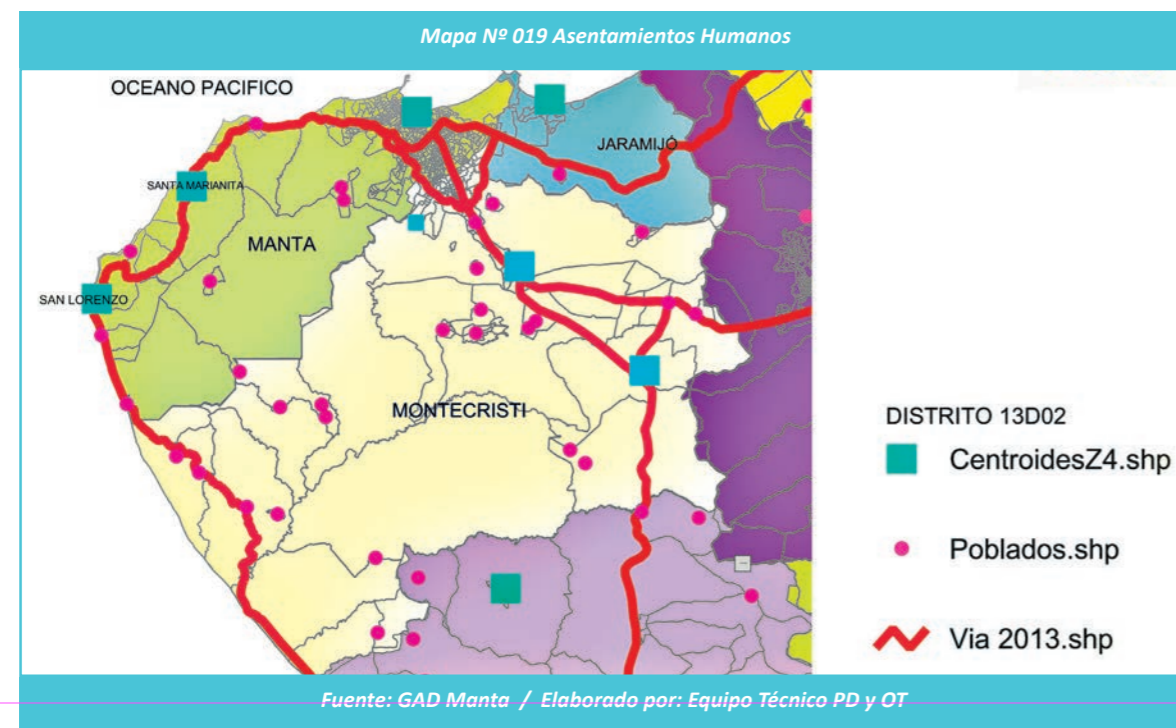 Mapa Nº 019 Asentamientos Humanos
OCEANO PACIFICO
JARAMIJÓ
SANTA MARIANITA
MANTA
SAN LORENZO
MONTECRISTI
DISTRITO 13D02
CentroidesZ4.shp
Poblados.shp
Via 2013.shp
Fuente: GAD Manta / Elaborado por: Equipo Técnico PD y OT